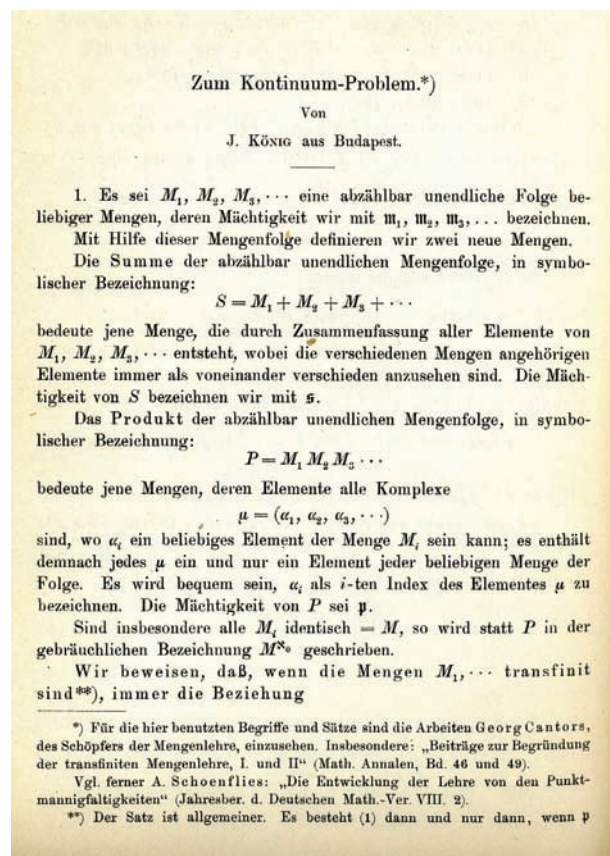 Zum Kontinuum-Problem.*)
Von
J. König aus Budapest.
1. Es sei M₁, M₂, M₃, ··· eine abzählbar unendliche Folge be-
liebiger Mengen, deren Mächtigkeit wir mit 𝔪₁, 𝔪₂, 𝔪₃, ... bezeichnen.
Mit Hilfe dieser Mengenfolge definieren wir zwei neue Mengen.
Die Summe der abzählbar unendlichen Mengenfolge, in symbo-
lischer Bezeichnung:
S = M₁ + M₂ + M₃ + ···
bedeute jene Menge, die durch Zusammenfassung aller Elemente von
M₁, M₂, M₃, ··· entsteht, wobei die verschiedenen Mengen angehörigen
Elemente immer als voneinander verschieden anzusehen sind. Die Mäch-
tigkeit von S bezeichnen wir mit 𝔰.
Das Produkt der abzählbar unendlichen Mengenfolge, in symbo-
lischer Bezeichnung:
P = M₁ M₂ M₃ ···
bedeute jene Mengen, deren Elemente alle Komplexe
μ = (α₁, α₂, α₃, ···)
sind, wo αᵢ ein beliebiges Element der Menge Mᵢ sein kann; es enthält
demnach jedes μ ein und nur ein Element jeder beliebigen Menge der
Folge. Es wird bequem sein, αᵢ als i-ten Index des Elementes μ zu
bezeichnen. Die Mächtigkeit von P sei 𝔭.
Sind insbesondere alle Mᵢ identisch = M, so wird statt P in der
gebräuchlichen Bezeichnung M^ℵ₀ geschrieben.
Wir beweisen, daß, wenn die Mengen M₁, ··· transfinit
sind**), immer die Beziehung
*) Für die hier benutzten Begriffe und Sätze sind die Arbeiten Georg Cantors,
des Schöpfers der Mengenlehre, einzusehen. Insbesondere: „Beiträge zur Begründung
der transfiniten Mengenlehre, I. und II“ (Math. Annalen, Bd. 46 und 49).
Vgl. ferner A. Schoenflies: „Die Entwicklung der Lehre von den Punkt-
mannigfaltigkeiten“ (Jahresber. d. Deutschen Math.-Ver. VIII. 2).
**) Der Satz ist allgemeiner. Es besteht (1) dann und nur dann, wenn 𝔭